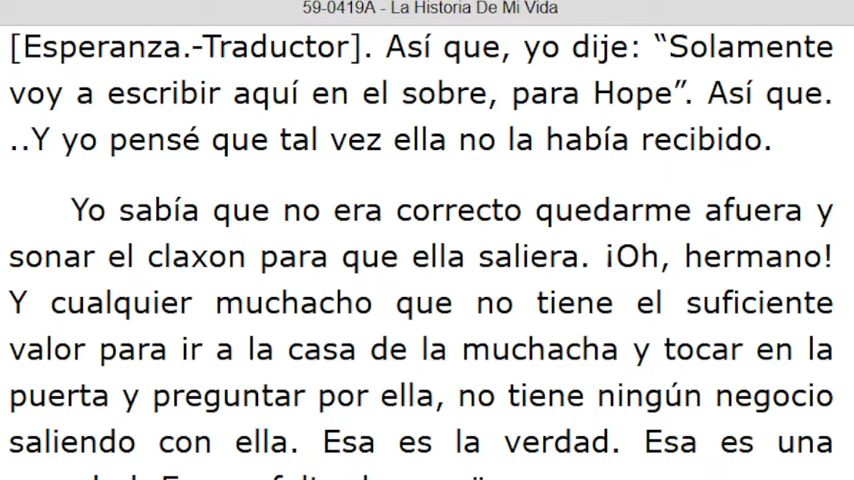 59-0419A - La Historia De Mi Vida
[Esperanza.-Traductor]. Así que, yo dije: “Solamente
voy a escribir aquí en el sobre, para Hope”. Así que.
..Y yo pensé que tal vez ella no la había recibido.
Yo sabía que no era correcto quedarme afuera y
sonar el claxon para que ella saliera. ¡Oh, hermano!
Y cualquier muchacho que no tiene el suficiente
valor para ir a la casa de la muchacha y tocar en la
puerta y preguntar por ella, no tiene ningún negocio
saliendo con ella. Esa es la verdad. Esa es una